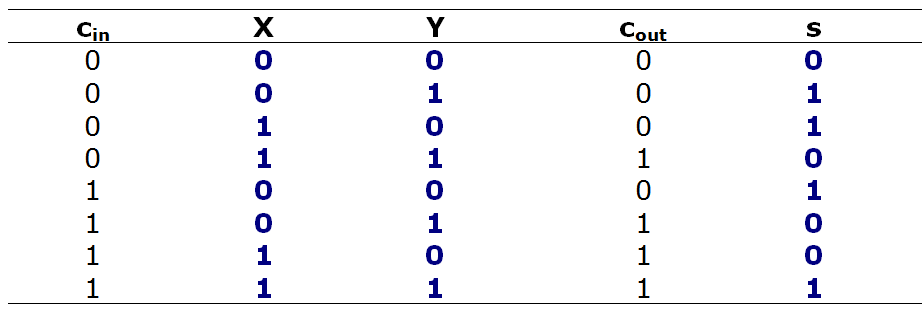 c_in X Y c_out s
0 0 0 0 0
0 0 1 0 1
0 1 0 0 1
0 1 1 1 0
1 0 0 0 1
1 0 1 1 0
1 1 0 1 0
1 1 1 1 1